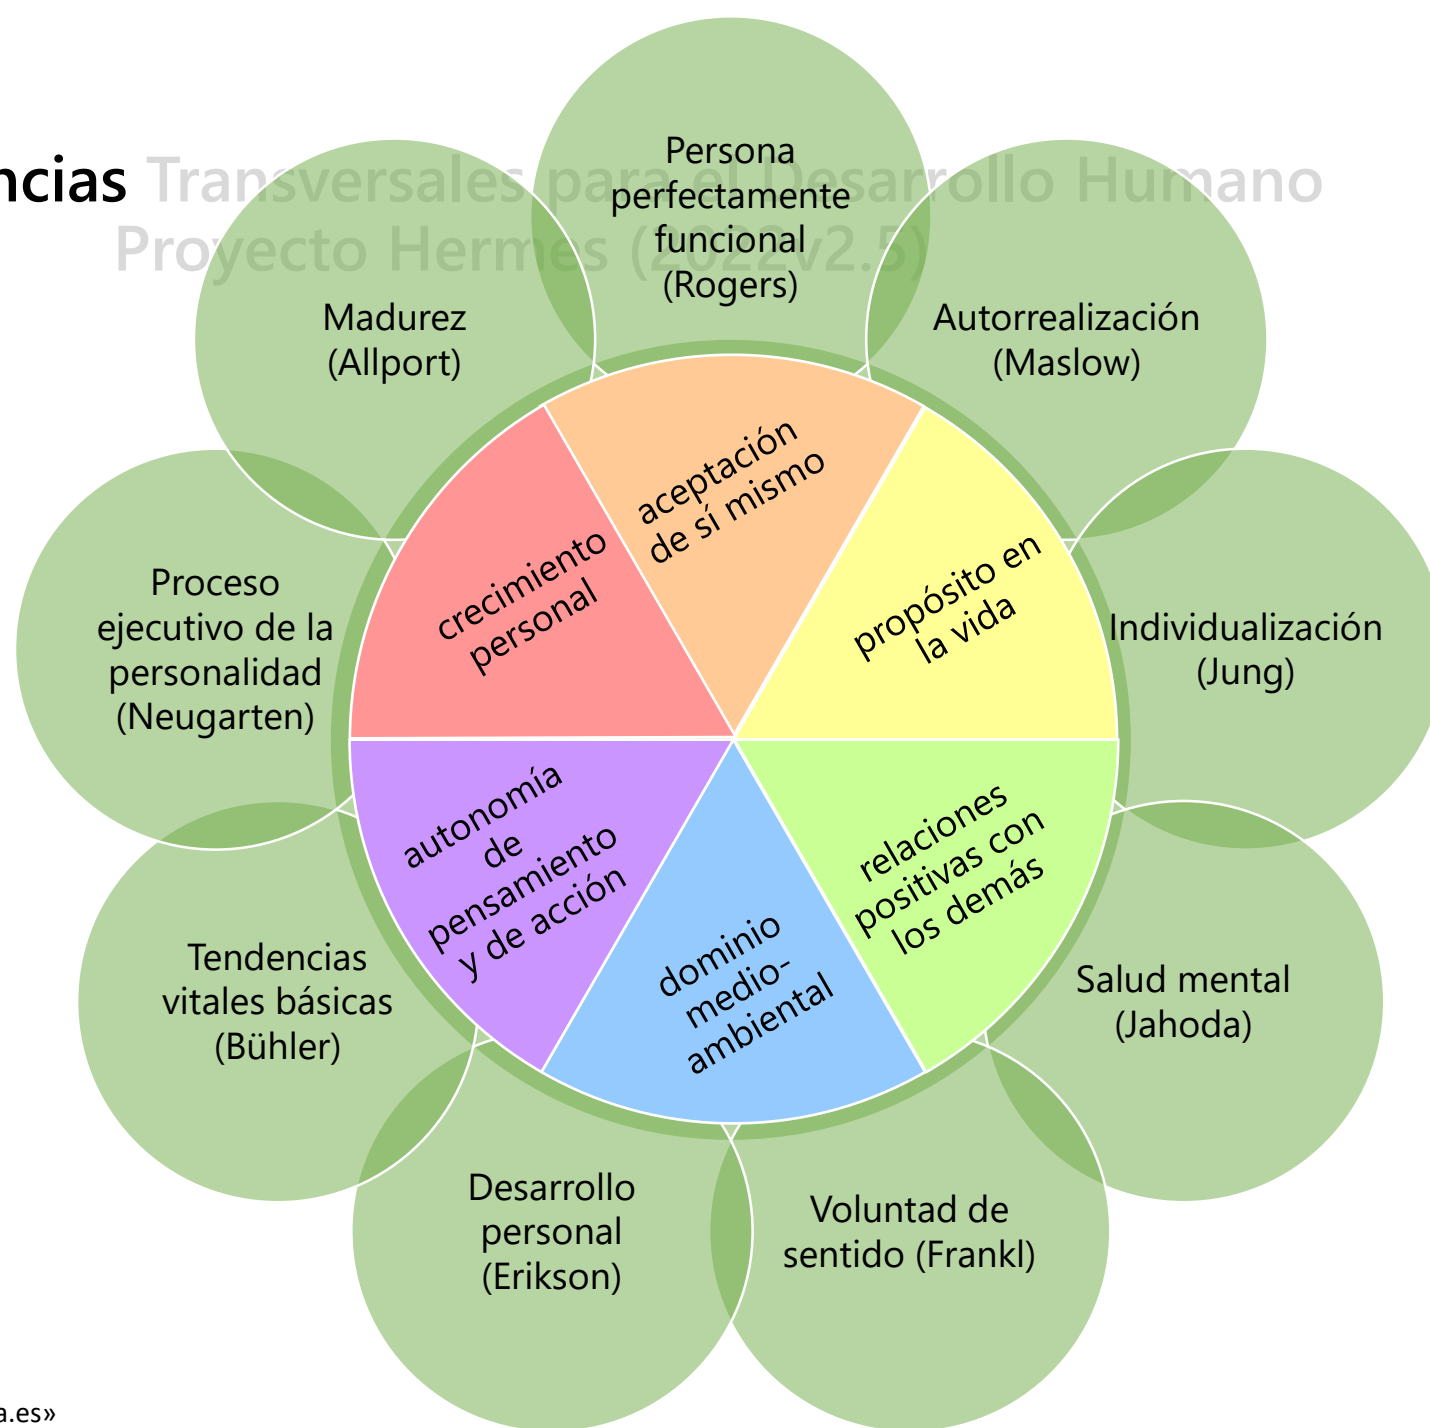 ncias Transversales para el Desarrollo Humano
Proyecto Hermes (2022v2.5)
Persona
perfectamente
funcional
(Rogers)
Autorrealización
(Maslow)
Individualización
(Jung)
Salud mental
(Jahoda)
Voluntad de
sentido (Frankl)
Desarrollo
personal
(Erikson)
Tendencias
vitales básicas
(Bühler)
Proceso
ejecutivo de la
personalidad
(Neugarten)
Madurez
(Allport)
aceptación
de sí mismo
propósito en
la vida
relaciones
positivas con
los demás
dominio
medio-
ambiental
autonomía
de
pensamiento
y de acción
crecimiento
personal
a.es»